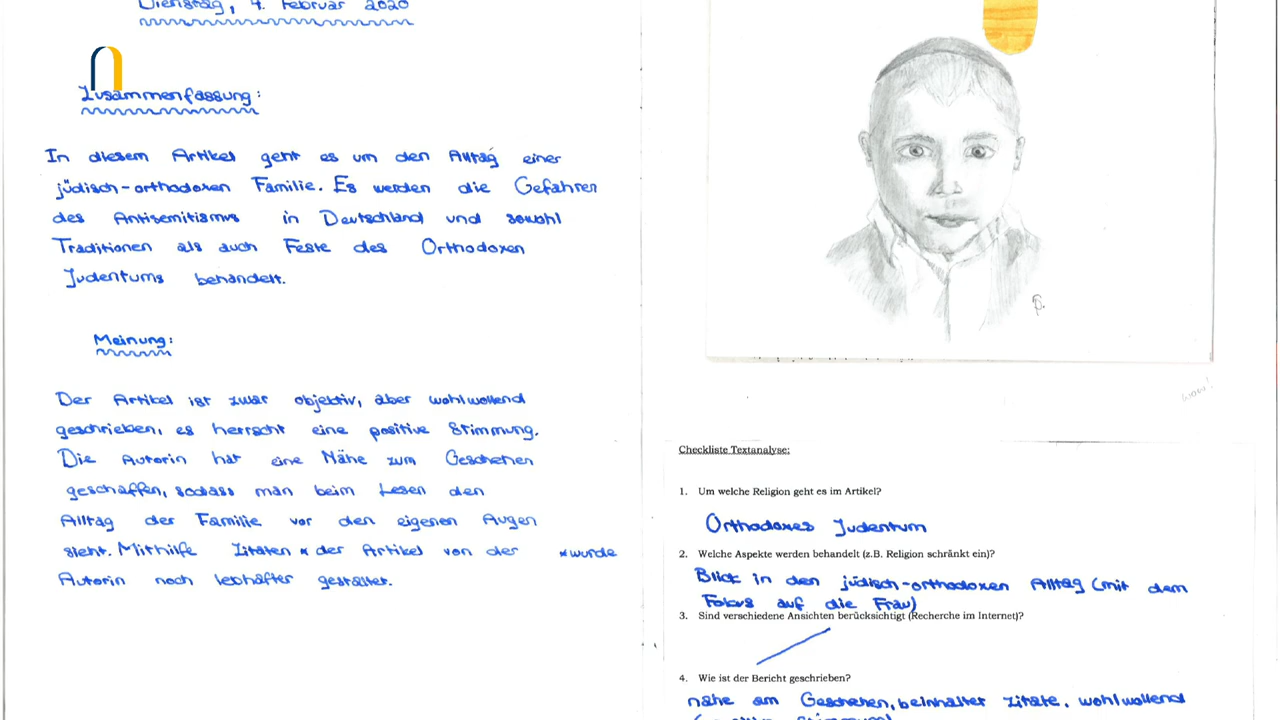 Dienstag, 4. Februar 2020
Zusammenfassung:
In diesem Artikel geht es um den Alltag einer
jüdisch-orthodoxen Familie. Es werden die Gefahren
des Antisemitismus in Deutschland und sowohl
Traditionen als auch Feste des Orthodoxen
Judentums behandelt.
Meinung:
Der Artikel ist zwar objektiv, aber wohlwollend
geschrieben, es herrscht eine positive Stimmung.
Die Autorin hat eine Nähe zum Geschehen
geschaffen, sodass man beim Lesen den
Alltag der Familie vor den eigenen Augen
sieht. Mithilfe Zitäten * der Artikel von der *wurde
Autorin noch lebhafter gestaltet.
wow!
Checkliste Textanalyse:
1. Um welche Religion geht es im Artikel?
Orthodoxes Judentum
2. Welche Aspekte werden behandelt (z.B. Religion schränkt ein)?
Blick in den jüdisch-orthodoxen Alltag (mit dem
Fokus auf die Frau)
3. Sind verschiedene Ansichten berücksichtigt (Recherche im Internet)?
4. Wie ist der Bericht geschrieben?
nahe am Geschehen, beinhaltet Zitate, wohlwollend